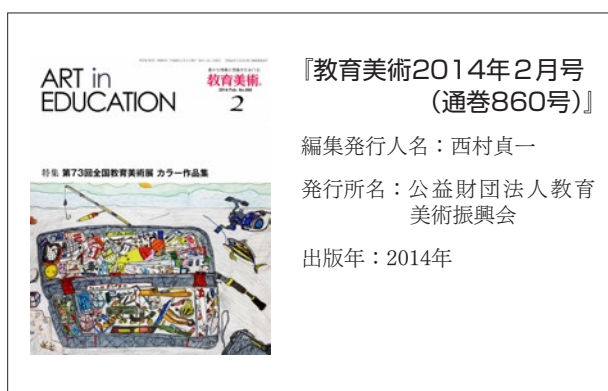 ART in
EDUCATION
教育美術
2014 Feb. No.860
2
特集 第73回全国教育美術展 カラー作品集
『教育美術2014年2月号
(通巻860号)』
編集発行人名：西村貞一
発行所名：公益財団法人教育
美術振興会
出版年：2014年